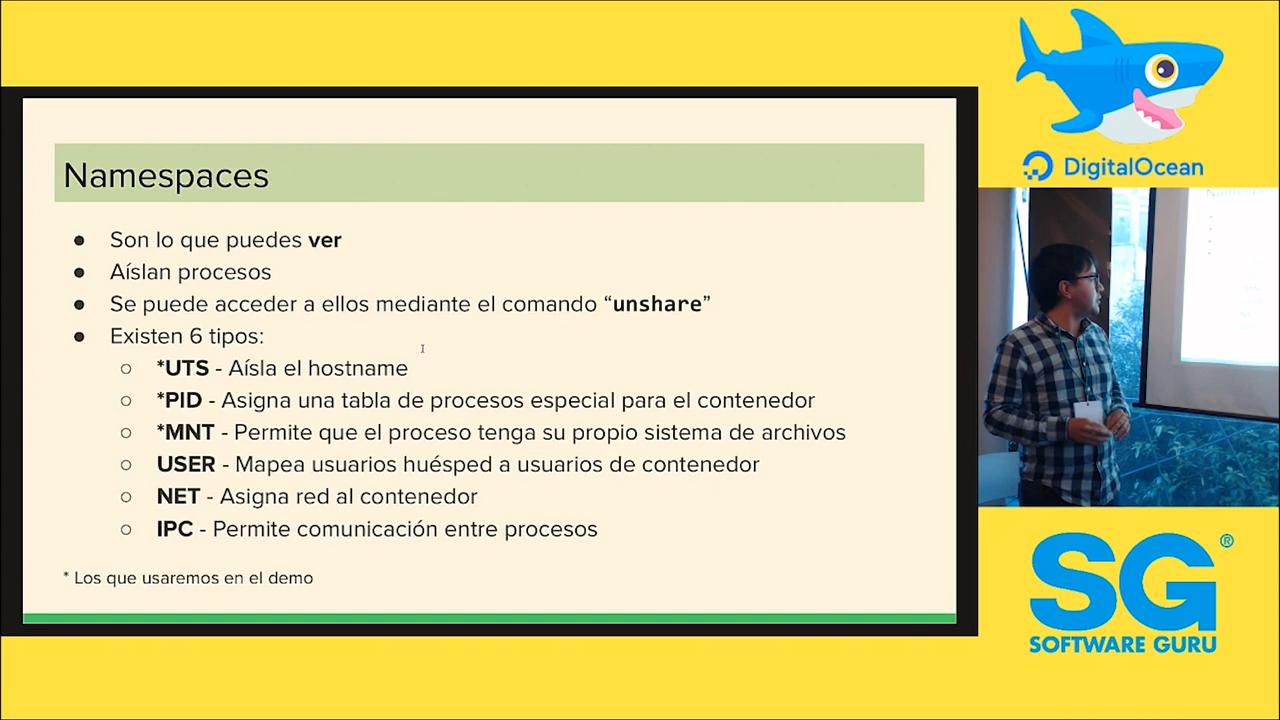 Namespaces
● Son lo que puedes ver
● Aíslan procesos
● Se puede acceder a ellos mediante el comando “unshare”
● Existen 6 tipos:
○ *UTS - Aísla el hostname
○ *PID - Asigna una tabla de procesos especial para el contenedor
○ *MNT - Permite que el proceso tenga su propio sistema de archivos
○ USER - Mapea usuarios huésped a usuarios de contenedor
○ NET - Asigna red al contenedor
○ IPC - Permite comunicación entre procesos
* Los que usaremos en el demo
DigitalOcean
SG®
SOFTWARE GURU